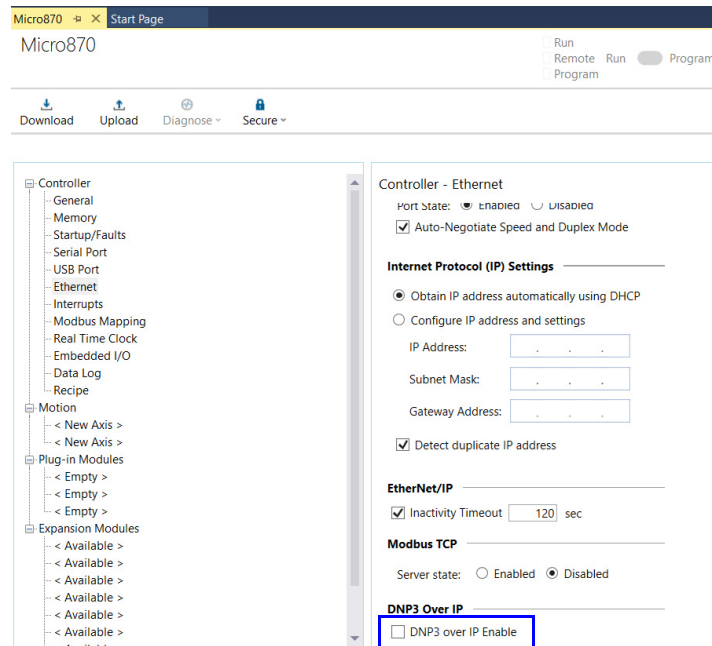 Micro870
Start Page
Micro870
Run
Remote Run Program
Program
Download Upload Diagnose Secure
Controller
General
Memory
Startup/Faults
Serial Port
USB Port
Ethernet
Interrupts
Modbus Mapping
Real Time Clock
Embedded I/O
Data Log
Recipe
Motion
< New Axis >
< New Axis >
Plug-in Modules
< Empty >
< Empty >
< Empty >
Expansion Modules
< Available >
< Available >
< Available >
< Available >
< Available >
< Available >
Controller - Ethernet
Port State: Enabled Disabled
Auto-Negotiate Speed and Duplex Mode
Internet Protocol (IP) Settings
Obtain IP address automatically using DHCP
Configure IP address and settings
IP Address: . . .
Subnet Mask: . . .
Gateway Address: . . .
Detect duplicate IP address
EtherNet/IP
Inactivity Timeout 120 sec
Modbus TCP
Server state: Enabled Disabled
DNP3 Over IP
DNP3 over IP Enable